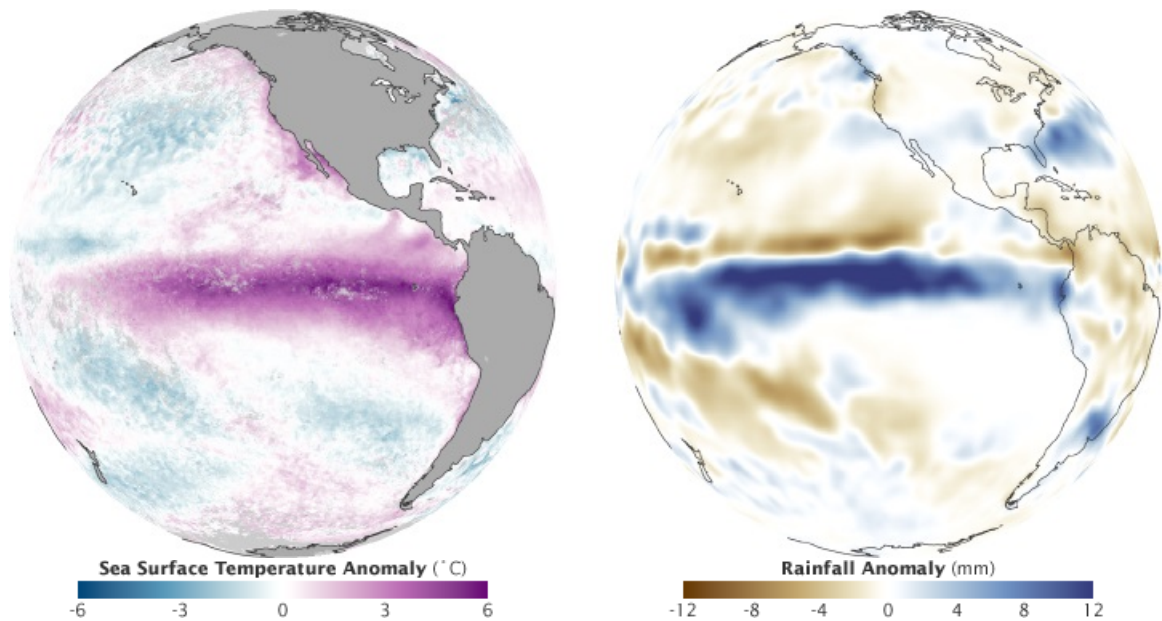 Sea Surface Temperature Anomaly (˚C)
-6 -3 0 3 6
Rainfall Anomaly (mm)
-12 -8 -4 0 4 8 12